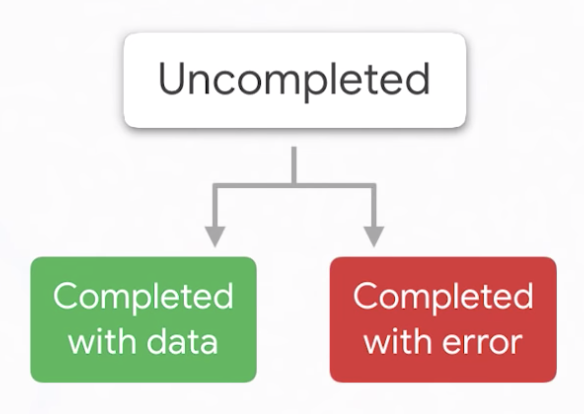 Uncompleted
Completed
with data
Completed
with error